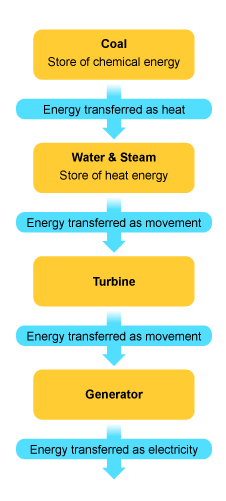 Coal
Store of chemical energy
Energy transferred as heat
Water & Steam
Store of heat energy
Energy transferred as movement
Turbine
Energy transferred as movement
Generator
Energy transferred as electricity